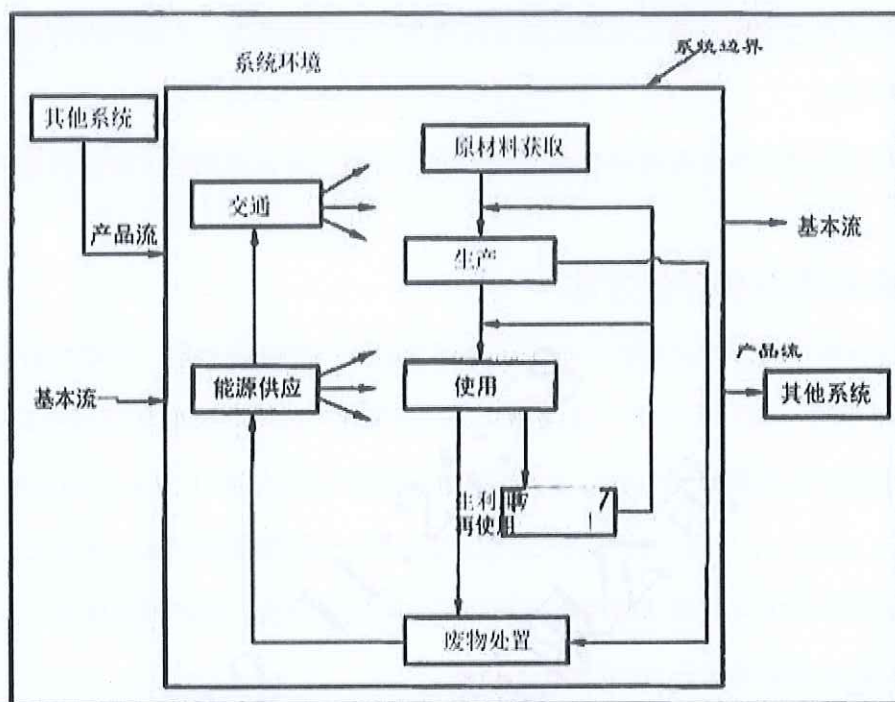 系统环境
系统边界
其他系统
原材料获取
交通
产品流
基本流
生产
产品流
能源供应
使用
其他系统
基本流
生利
再使用
废物处置